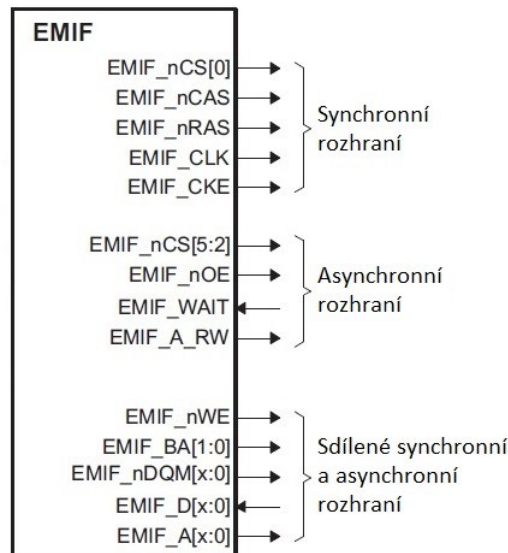 EMIF
EMIF_nCS[0]
EMIF_nCAS
EMIF_nRAS
EMIF_CLK
EMIF_CKE
Synchronní
rozhraní
EMIF_nCS[5:2]
EMIF_nOE
EMIF_WAIT
EMIF_A_RW
Asynchronní
rozhraní
EMIF_nWE
EMIF_BA[1:0]
EMIF_nDQM[x:0]
EMIF_D[x:0]
EMIF_A[x:0]
Sdílené synchronní
a asynchronní
rozhraní